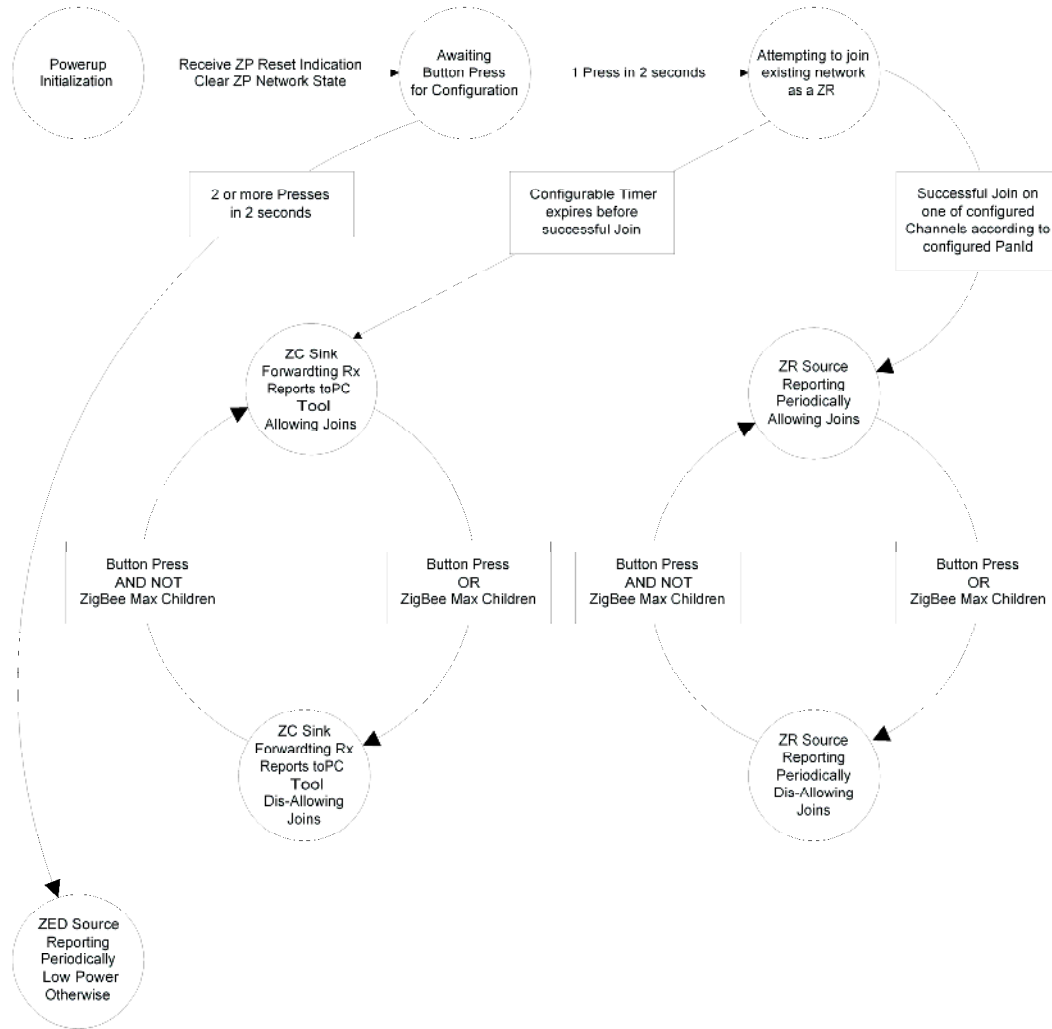 Powerup
Initialization
Receive ZP Reset Indication
Clear ZP Network State
Awaiting
Button Press
for Configuration
1 Press in 2 seconds
Attempting to join
existing network
as a ZR
2 or more Presses
in 2 seconds
Configurable Timer
expires before
successful Join
Successful Join on
one of configured
Channels according to
configured PanId
ZC Sink
Forwardting Rx
Reports toPC
Tool
Allowing Joins
ZR Source
Reporting
Periodically
Allowing Joins
Button Press
AND NOT
ZigBee Max Children
Button Press
OR
ZigBee Max Children
Button Press
AND NOT
ZigBee Max Children
Button Press
OR
ZigBee Max Children
ZC Sink
Forwardting Rx
Reports toPC
Tool
Dis-Allowing
Joins
ZR Source
Reporting
Periodically
Dis-Allowing
Joins
ZED Source
Reporting
Periodically
Low Power
Otherwise